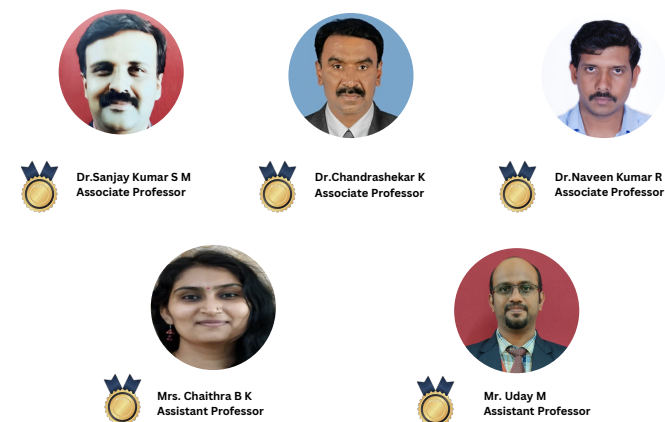 Dr.Sanjay Kumar S M
Associate Professor
Dr.Chandrashekar K
Associate Professor
Dr.Naveen Kumar R
Associate Professor
Mrs. Chaithra B K
Assistant Professor
Mr. Uday M
Assistant Professor